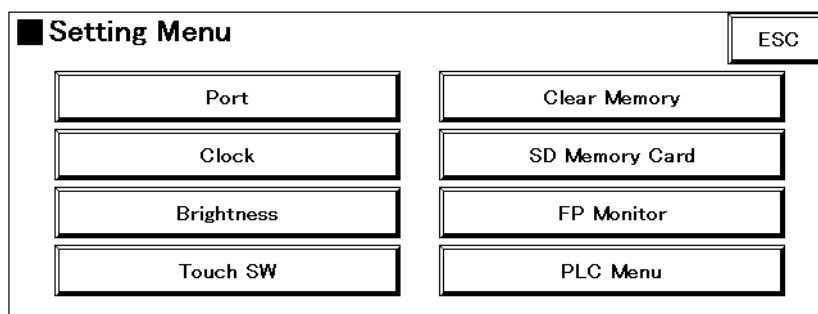 ■ Setting Menu
ESC
Port
Clear Memory
Clock
SD Memory Card
Brightness
FP Monitor
Touch SW
PLC Menu